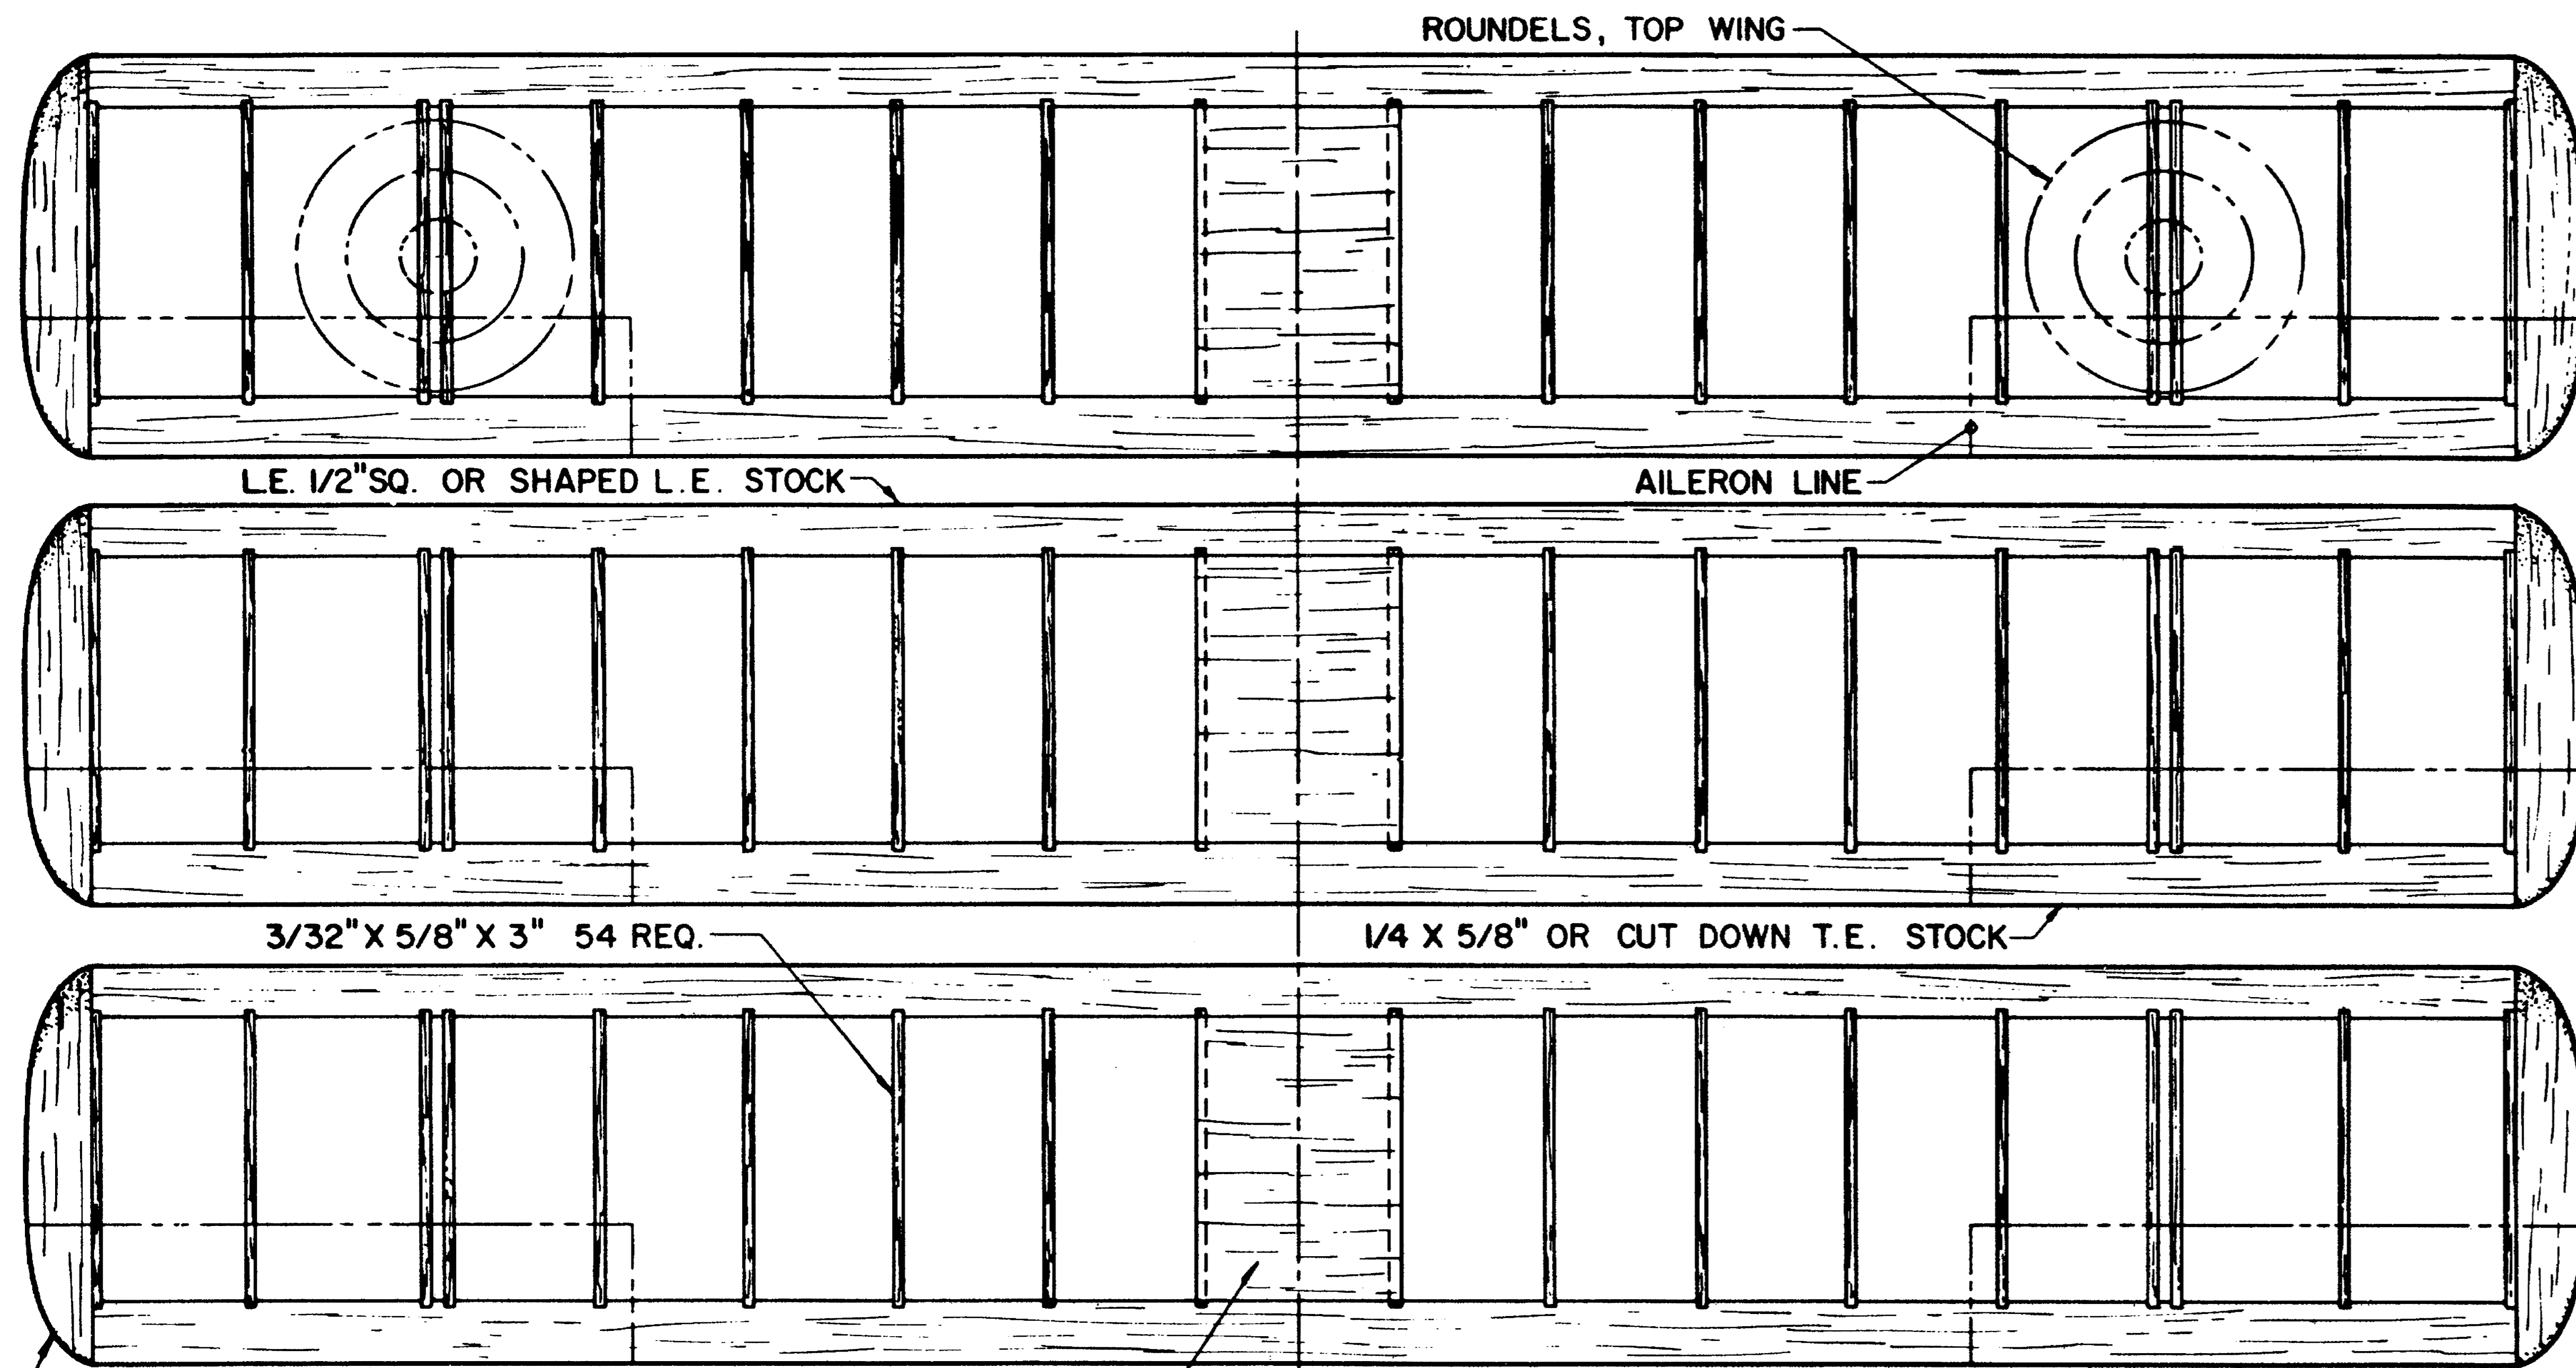 ROUNDELS, TOP WING
L.E. 1/2"SQ. OR SHAPED L.E. STOCK
AILERON LINE
3/32" X 5/8" X 3" 54 REQ.
1/4 X 5/8" OR CUT DOWN T.E. STOCK